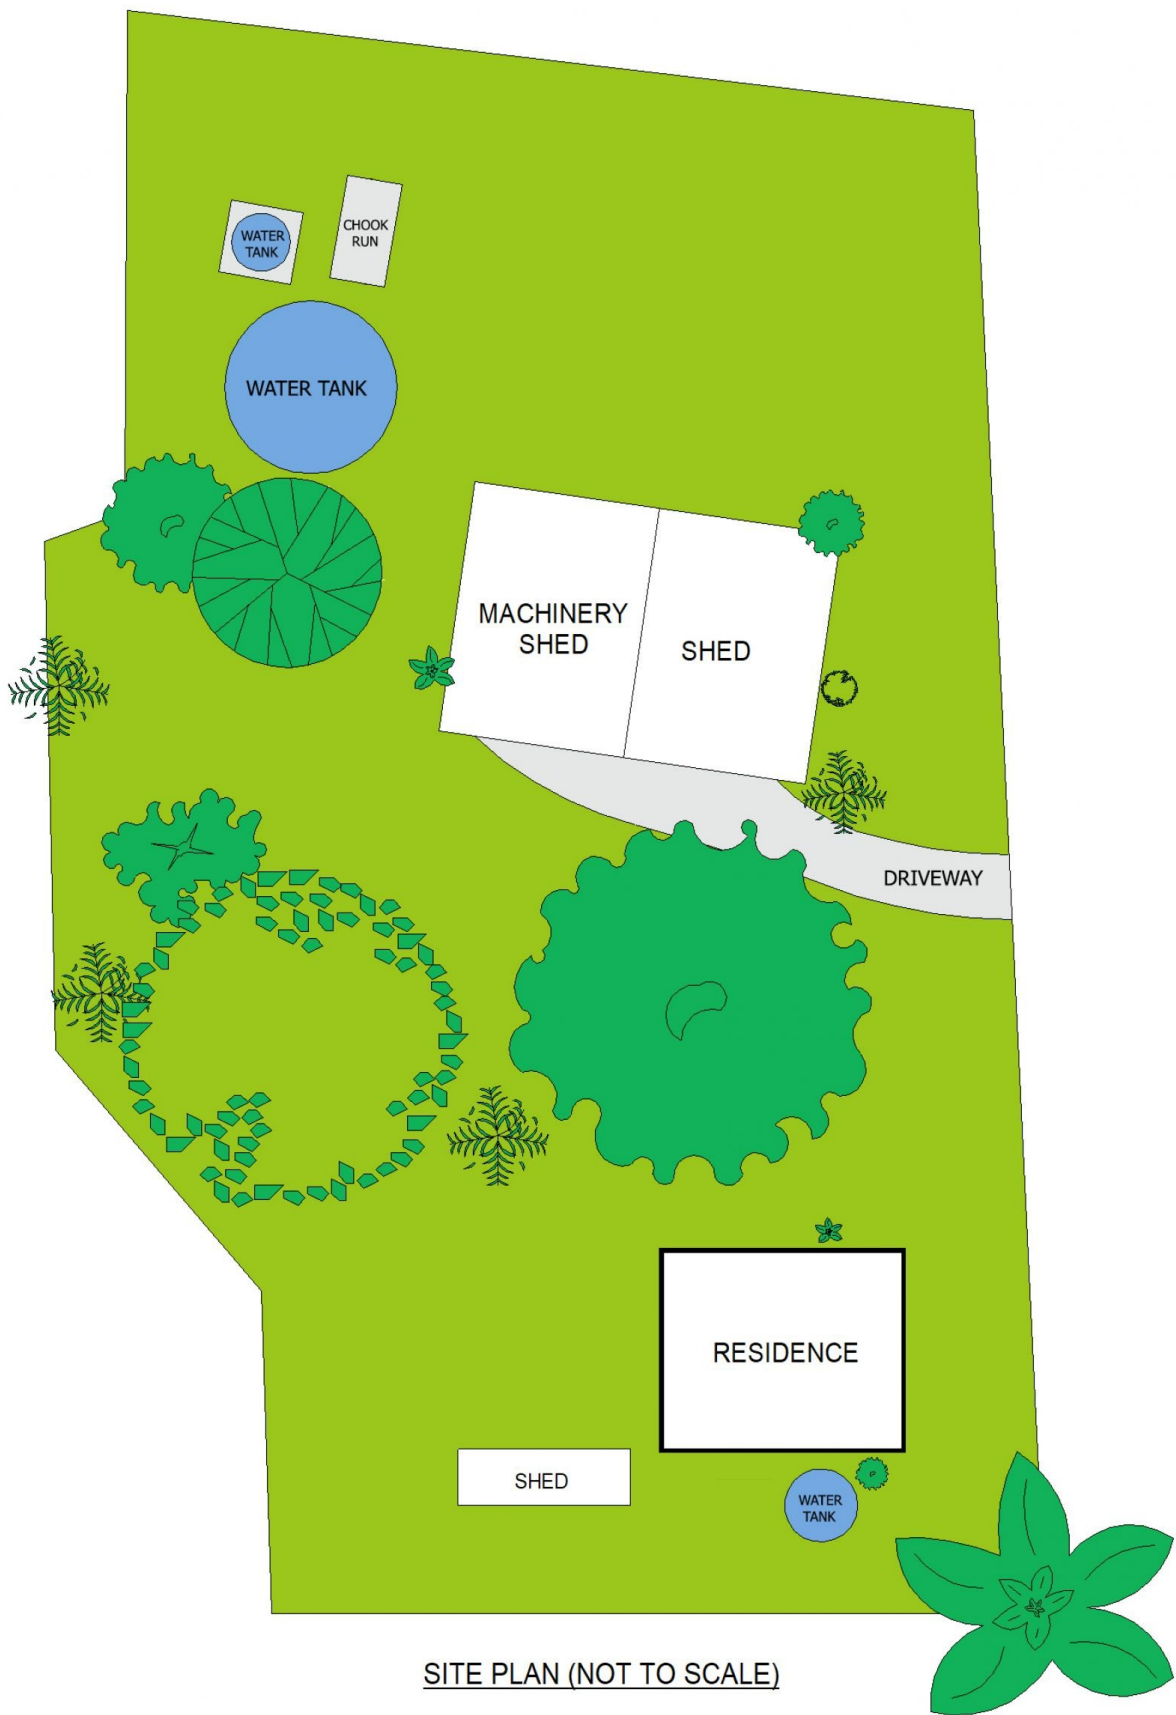 CHOOK
RUN
WATER
TANK
WATER TANK
MACHINERY
SHED
SHED
DRIVEWAY
RESIDENCE
SHED
WATER
TANK
SITE PLAN (NOT TO SCALE)